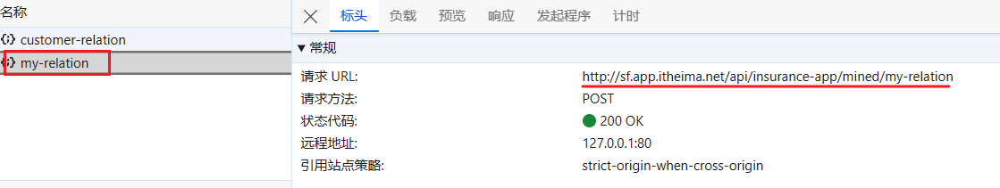 名称
customer-relation
my-relation
标头 负载 预览 响应 发起程序 计时
常规
请求 URL: http://sf.app.itheima.net/api/insurance-app/mined/my-relation
请求方法: POST
状态代码: 200 OK
远程地址: 127.0.0.1:80
引用站点策略: strict-origin-when-cross-origin